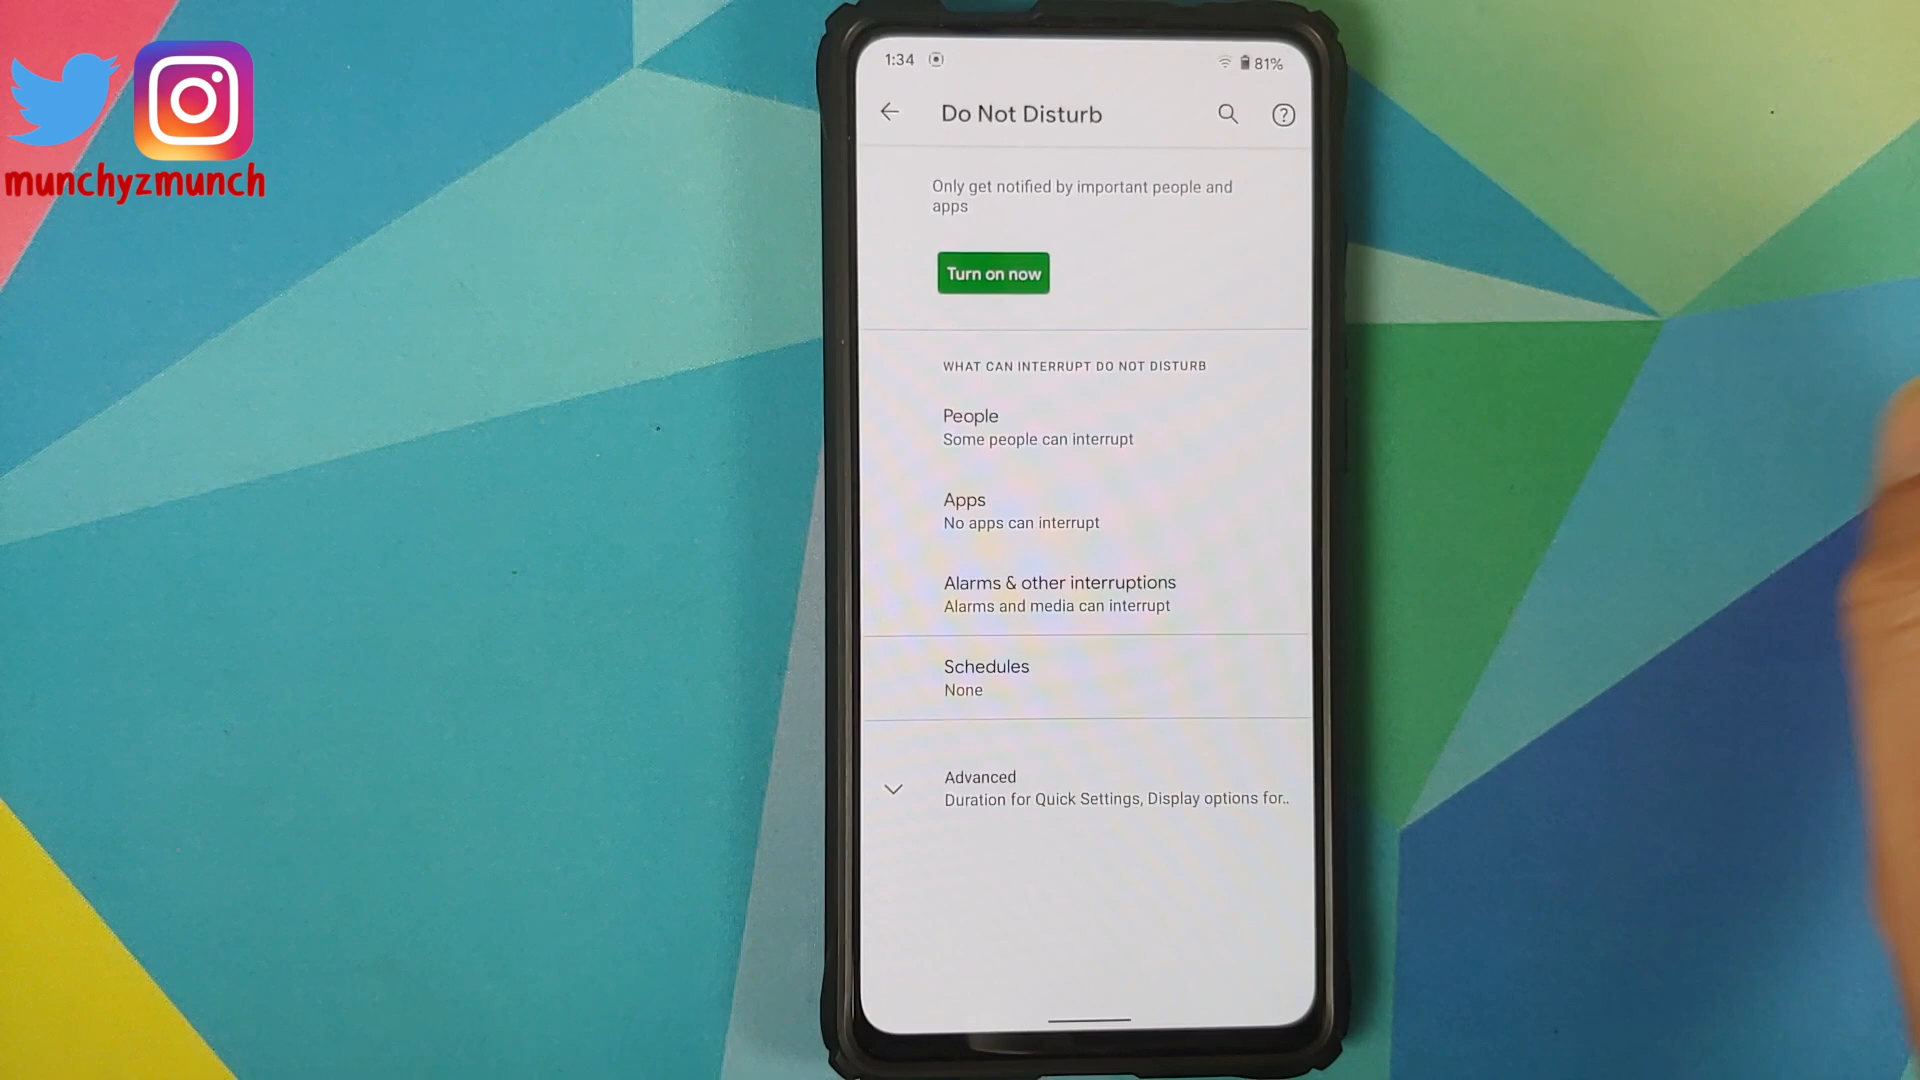 munchyzmunch
1:34
81%
Do Not Disturb
Only get notified by important people and
apps
Turn on now
WHAT CAN INTERRUPT DO NOT DISTURB
People
Some people can interrupt
Apps
No apps can interrupt
Alarms & other interruptions
Alarms and media can interrupt
Schedules
None
Advanced
Duration for Quick Settings, Display options for..